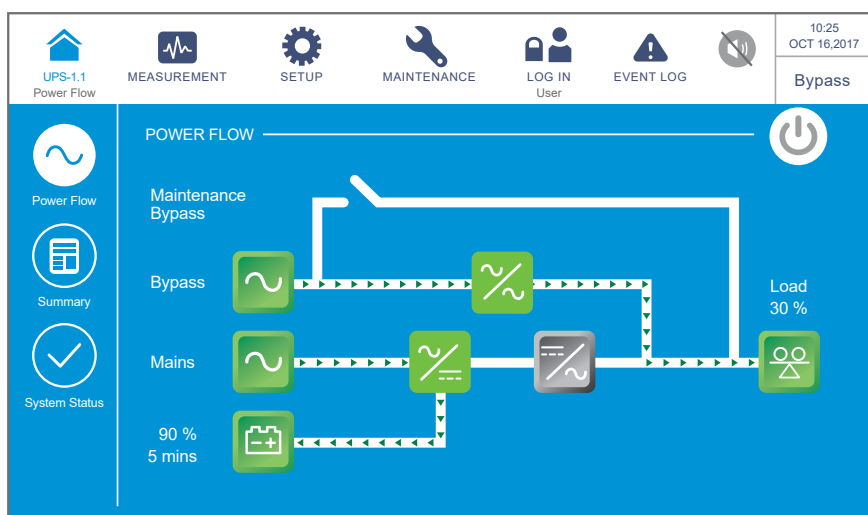 UPS-1.1
Power Flow
MEASUREMENT
SETUP
MAINTENANCE
LOG IN
User
EVENT LOG
10:25
OCT 16,2017
Bypass
POWER FLOW
Power Flow
Summary
System Status
Maintenance
Bypass
Bypass
Load
30 %
Mains
90 %
5 mins